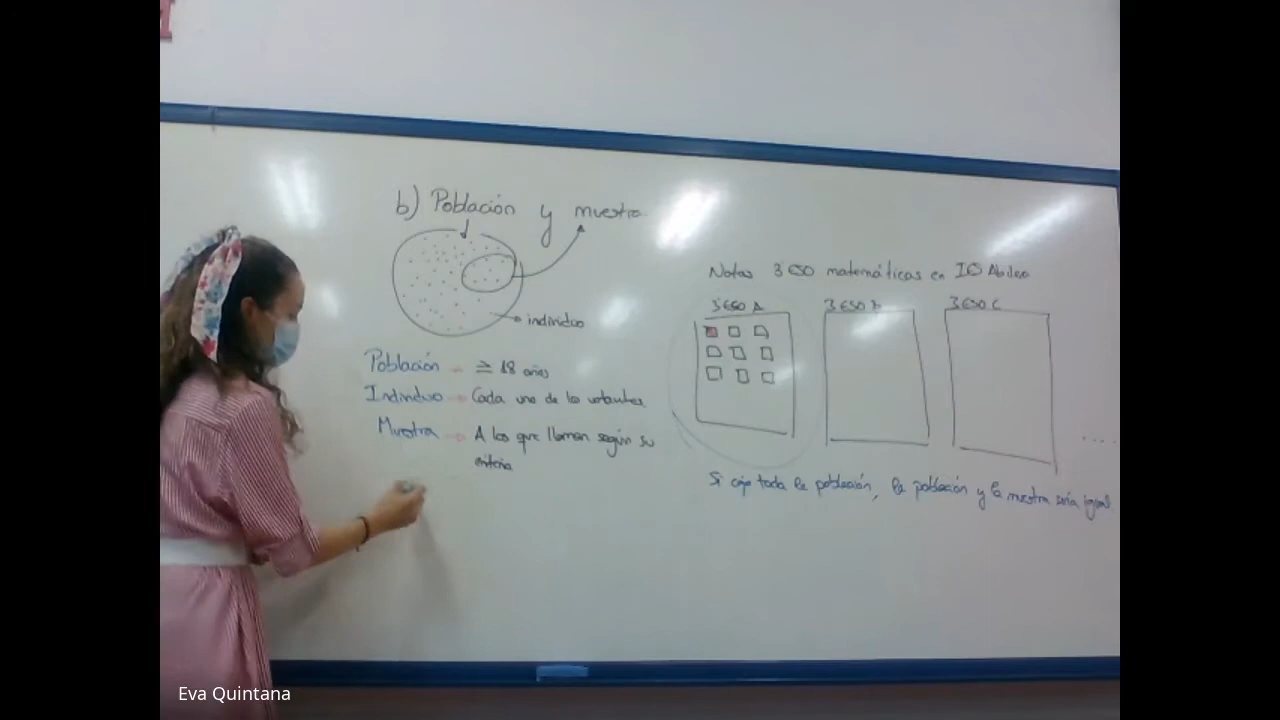 b) Población y muestra
individuo
Población → ≥ 18 años
Individuo → Cada uno de los votantes
Muestra → A los que llaman según su
criterio
Notas 3 ESO matemáticas en
3 ESO A
3 ESO B
3 ESO C
....
Si cojo toda la población, la población y la muestra sería igual
Eva Quintana